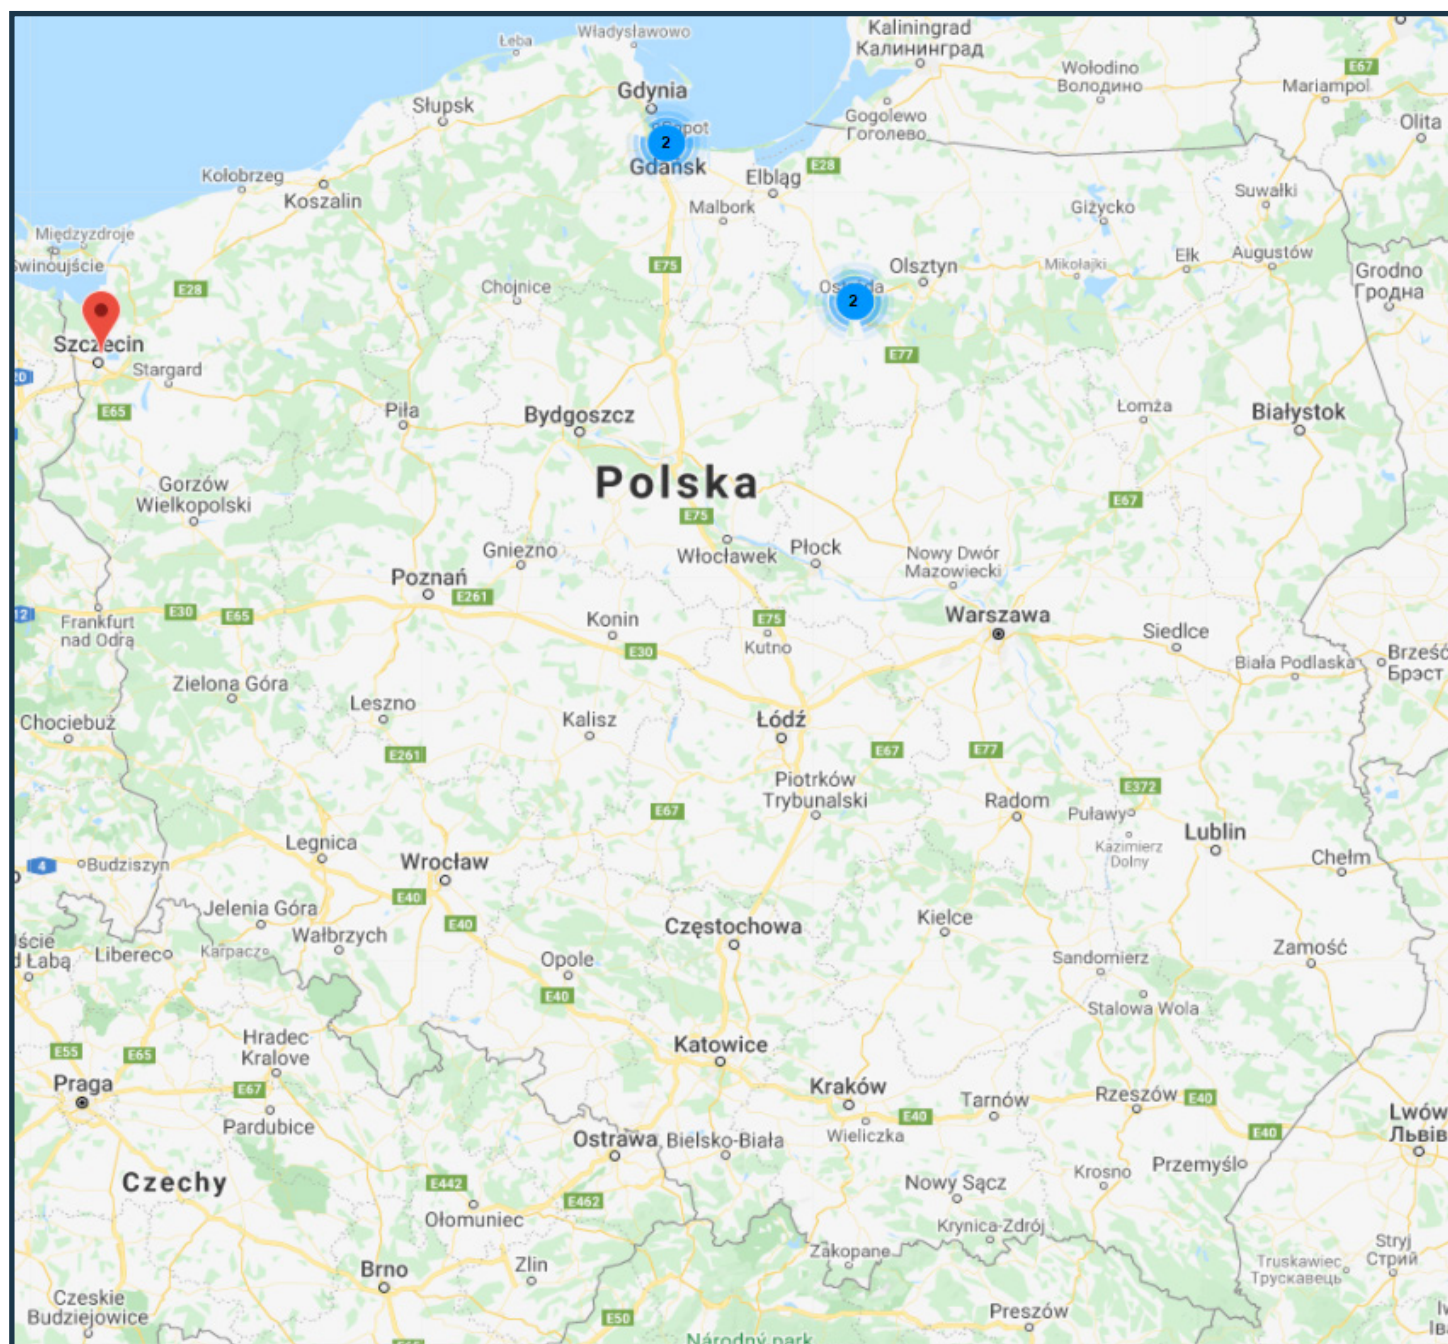 Kaliningrad
Калининград
Władysławowo
Łeba
E67
Wołodino
Володино
Mariampol
Gdynia
Słupsk
Gogolewo
Гоголево
Olita
2
Gdańsk
E28
Kołobrzeg
Koszalin
Elbląg
Malbork
Suwałki
Giżycko
Międzyzdroje
Świnoujście
E75
Olsztyn
Mikołajki
Ełk
Augustów
Grodno
Гродна
E28
Chojnice
2
Szczecin
Stargard
E77
20
E65
Piła
Bydgoszcz
Łomża
Białystok
Polska
Gorzów
Wielkopolski
E67
E75
Gniezno
Włocławek
Płock
Nowy Dwór
Mazowiecki
Poznań
E261
12
E30
E65
Frankfurt
nad Odrą
Konin
E75
Kutno
Warszawa
Siedlce
E30
Biała Podlaska
Brześć
Брэст
Zielona Góra
Leszno
Chociebuż
Kalisz
Łódź
E261
E67
E77
Piotrków
Trybunalski
E372
E67
Radom
Puławy
Lublin
Kazimierz
Dolny
Legnica
Wrocław
4
Budziszyn
Chełm
E40
Jelenia Góra
E40
Kielce
Częstochowa
Wałbrzych
Liberec
Karpacz
d Łabą
Opole
Sandomierz
Zamość
E40
Stalowa Wola
Hradec
Kralove
E55
E65
Katowice
Praga
E67
Kraków
Tarnów
Rzeszów
E40
Pardubice
E40
Wieliczka
E40
Lwów
Львів
Ostrawa
Bielsko-Biała
Krosno
Przemyśl
Czechy
E442
E462
Nowy Sącz
Ołomuniec
Krynica-Zdrój
Zakopane
Stryj
Стрий
Truskawiec
Трускавець
Brno
Zlin
Czeskie
Budziejowice
E50
Preszów
Národný park